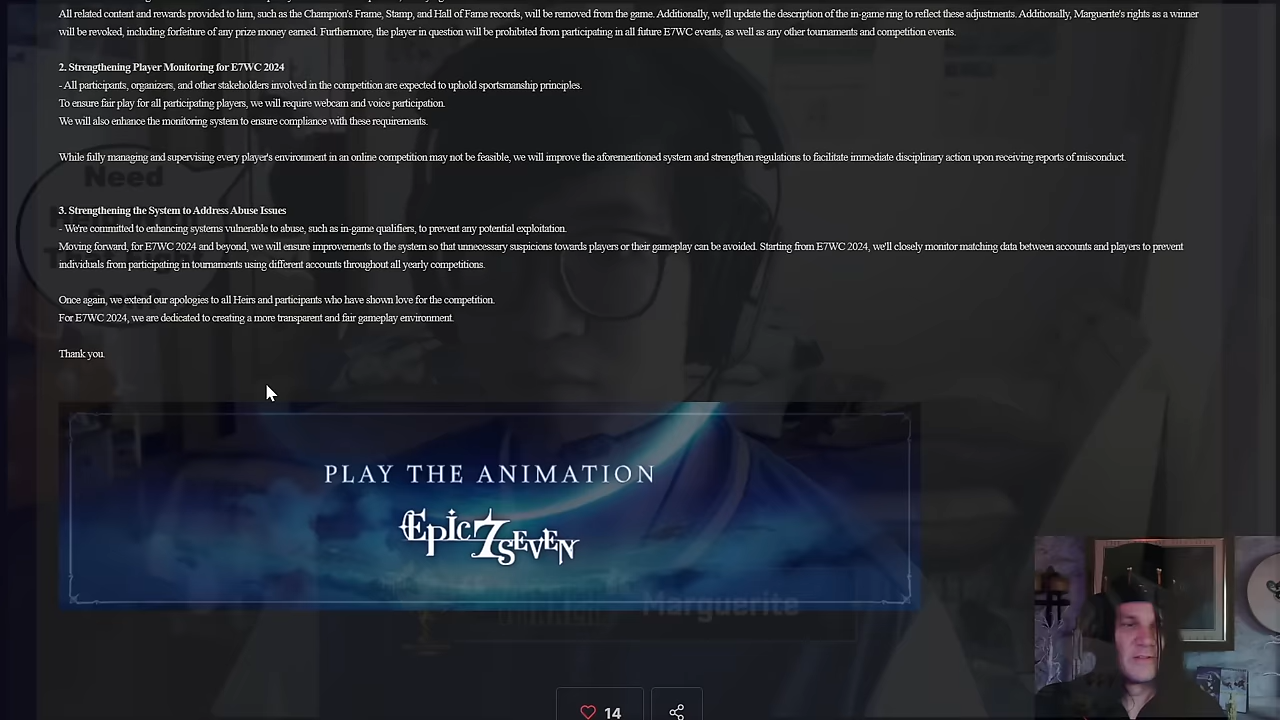 All related content and rewards provided to him, such as the Champion's Frame, Stamp, and Hall of Fame records, will be removed from the game. Additionally, we'll update the description of the in-game ring to reflect these adjustments. Additionally, Marguerite's rights as a winner
will be revoked, including forfeiture of any prize money earned. Furthermore, the player in question will be prohibited from participating in all future E7WC events, as well as any other tournaments and competition events.
2. Strengthening Player Monitoring for E7WC 2024
- All participants, organizers, and other stakeholders involved in the competition are expected to uphold sportsmanship principles.
To ensure fair play for all participating players, we will require webcam and voice participation.
We will also enhance the monitoring system to ensure compliance with these requirements.
While fully managing and supervising every player's environment in an online competition may not be feasible, we will improve the aforementioned system and strengthen regulations to facilitate immediate disciplinary action upon receiving reports of misconduct.
Need
3. Strengthening the System to Address Abuse Issues
- We're committed to enhancing systems vulnerable to abuse, such as in-game qualifiers, to prevent any potential exploitation.
Moving forward, for E7WC 2024 and beyond, we will ensure improvements to the system so that unnecessary suspicions towards players or their gameplay can be avoided. Starting from E7WC 2024, we'll closely monitor matching data between accounts and players to prevent
individuals from participating in tournaments using different accounts throughout all yearly competitions.
Once again, we extend our apologies to all Heirs and participants who have shown love for the competition.
For E7WC 2024, we are dedicated to creating a more transparent and fair gameplay environment.
Thank you.
PLAY THE ANIMATION
Epic7
SEVEN
Marguerite
14